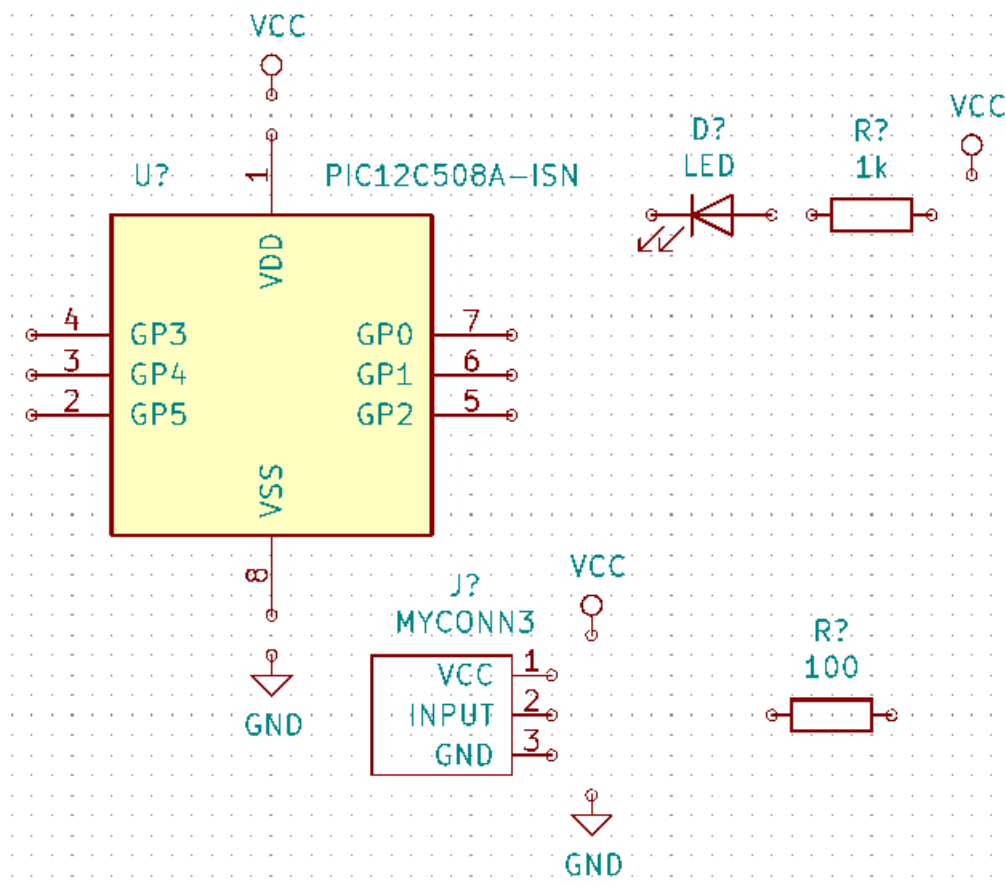 VCC
VCC
D?
R?
LED
1k
U?
1
PIC12C508A-ISN
VDD
4
GP3
GP0
7
3
GP4
GP1
6
2
GP5
GP2
5
VSS
8
VCC
J?
MYCONN3
R?
VCC
1
100
INPUT
2
GND
GND
3
GND